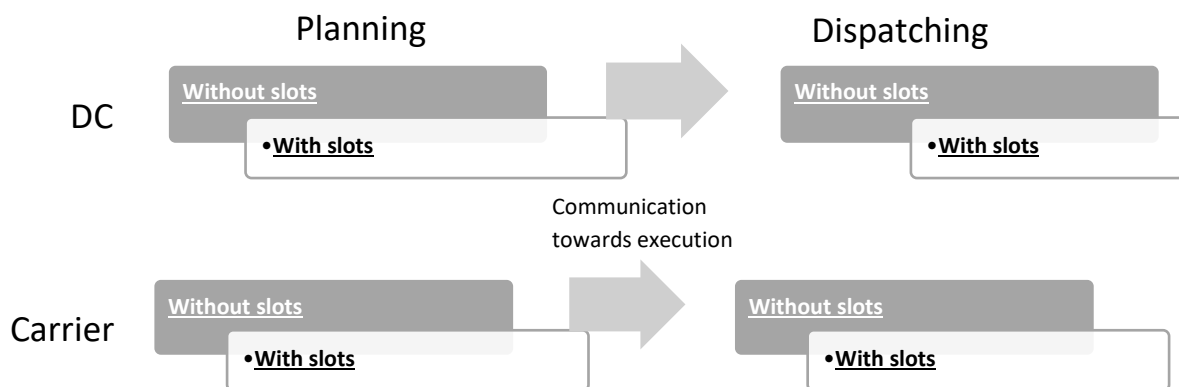 Planning
Dispatching
DC
Without slots
•With slots
Without slots
•With slots
Communication
towards execution
Carrier
Without slots
•With slots
Without slots
•With slots